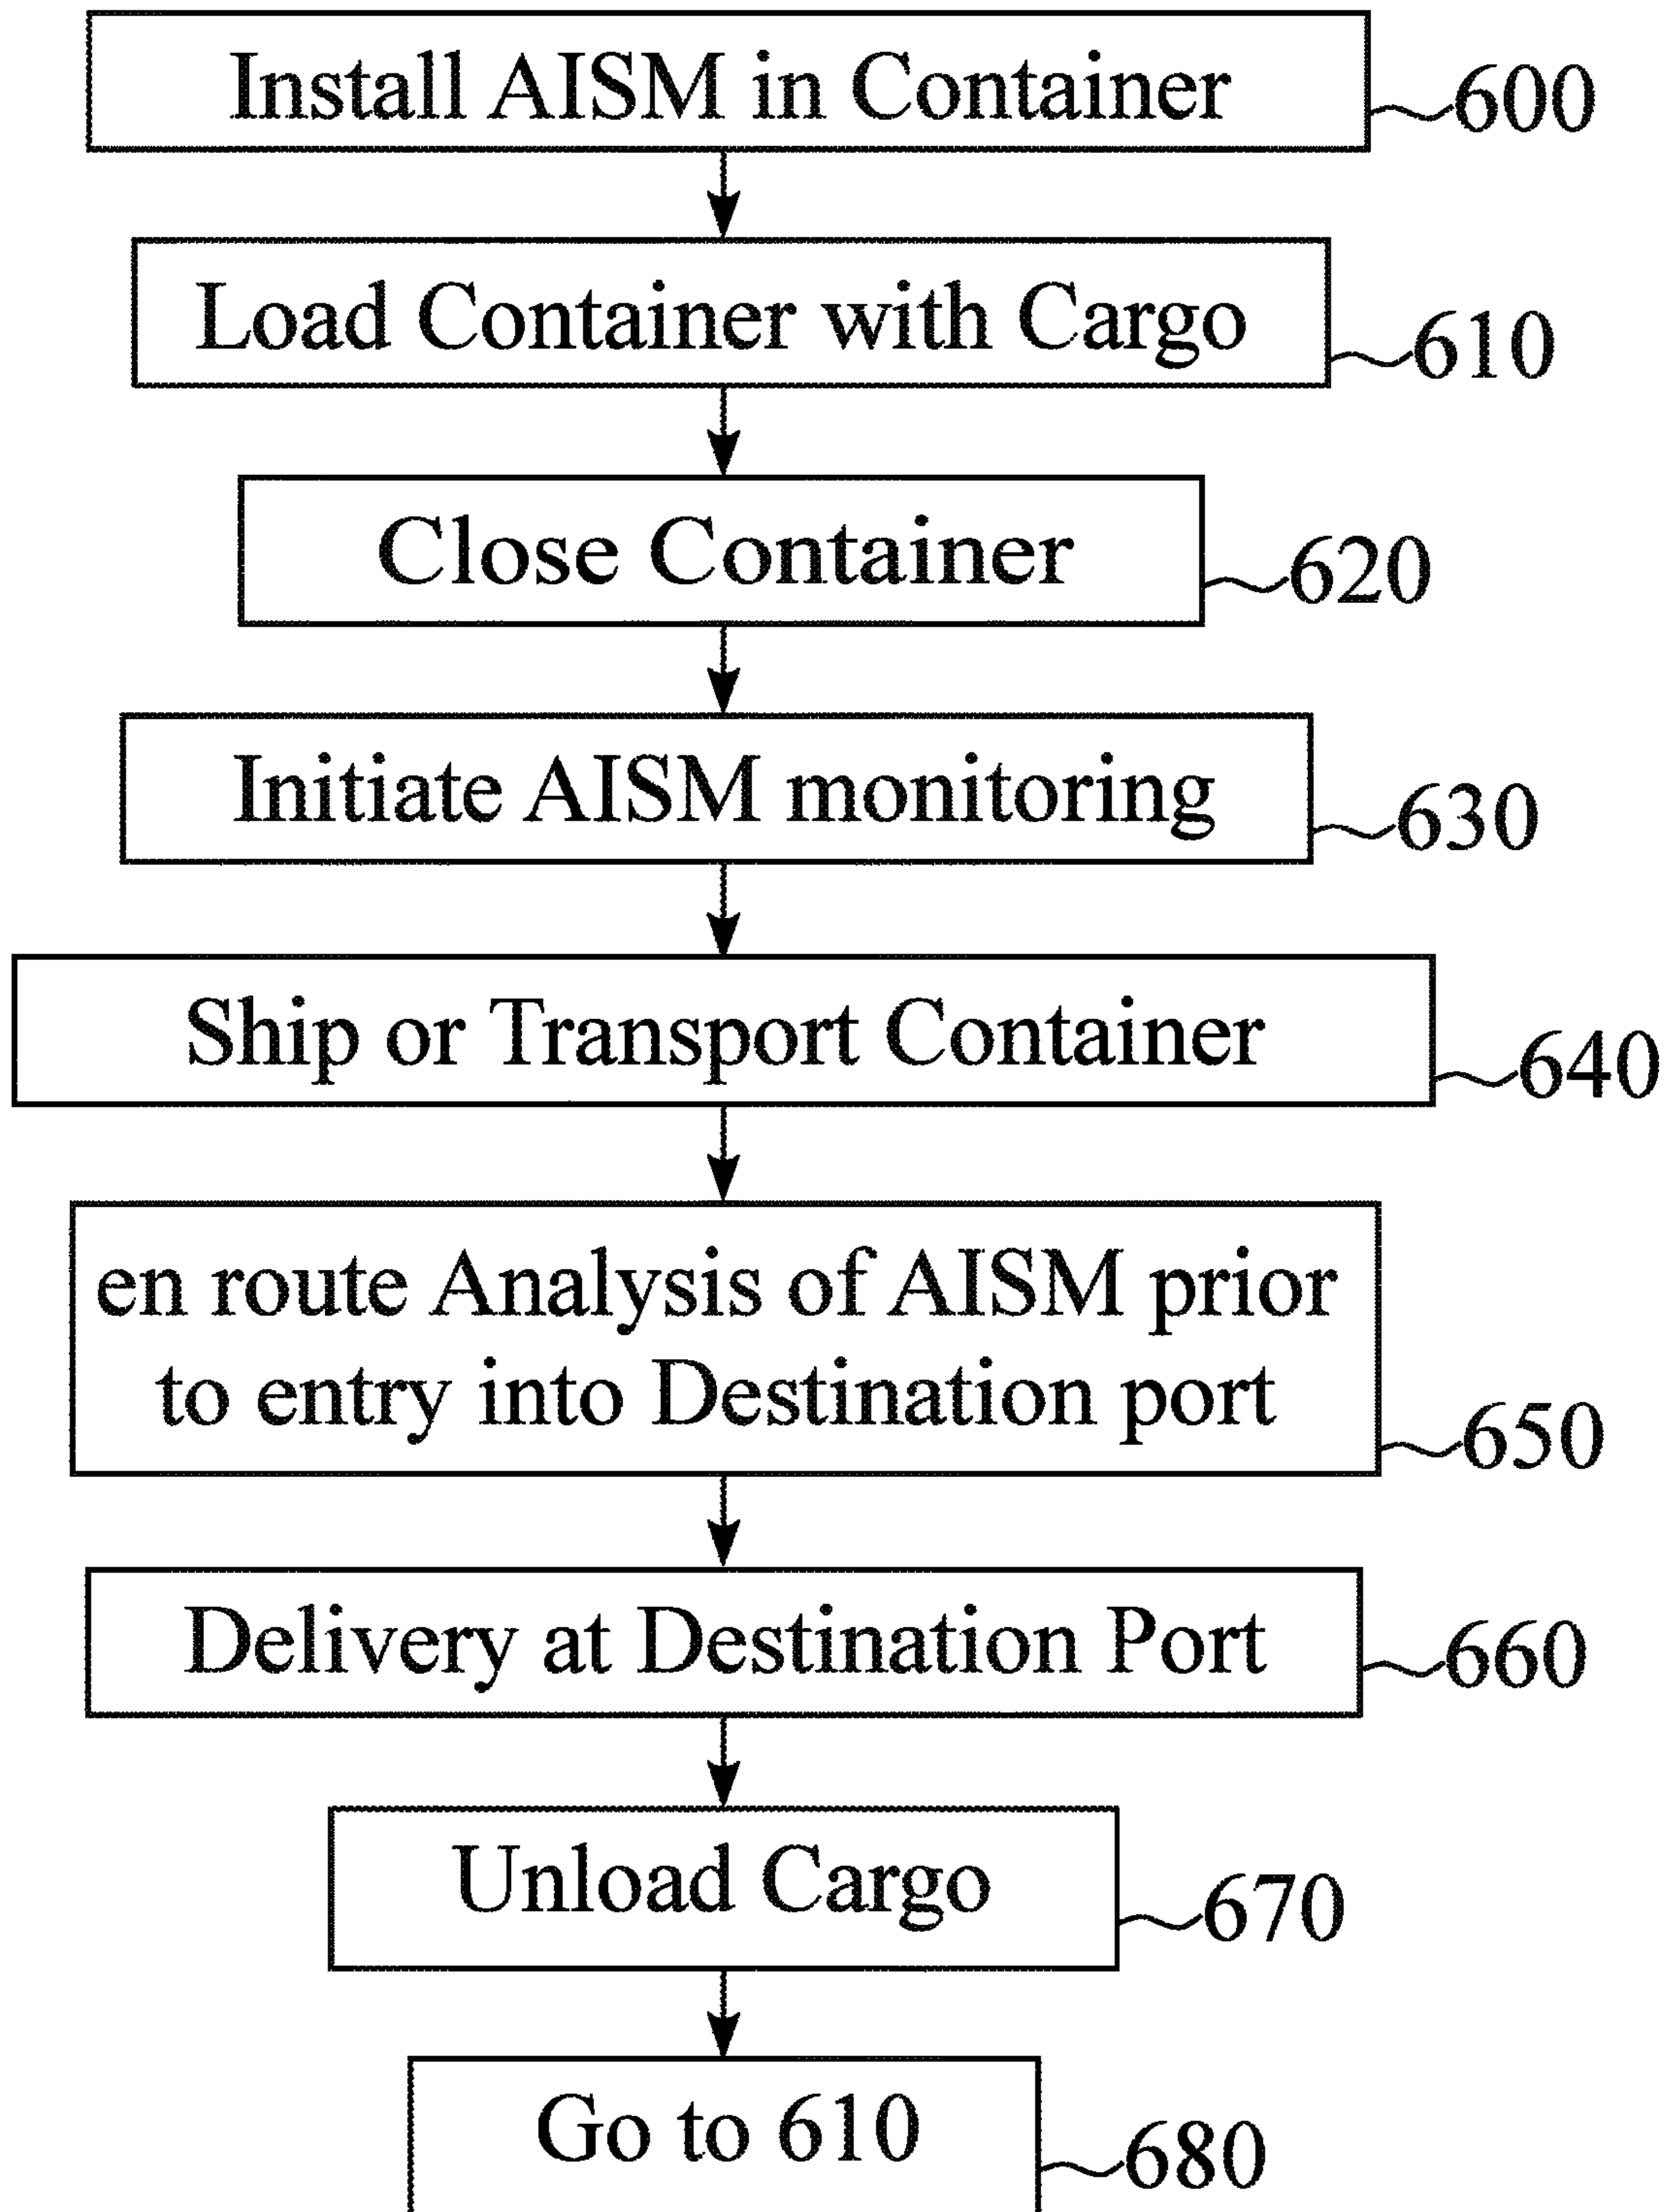 Install AISM in Container
600
Load Container with Cargo
610
Close Container
620
Initiate AISM monitoring
630
Ship or Transport Container
640
en route Analysis of AISM prior
to entry into Destination port
650
Delivery at Destination Port
660
Unload Cargo
670
Go to 610
680